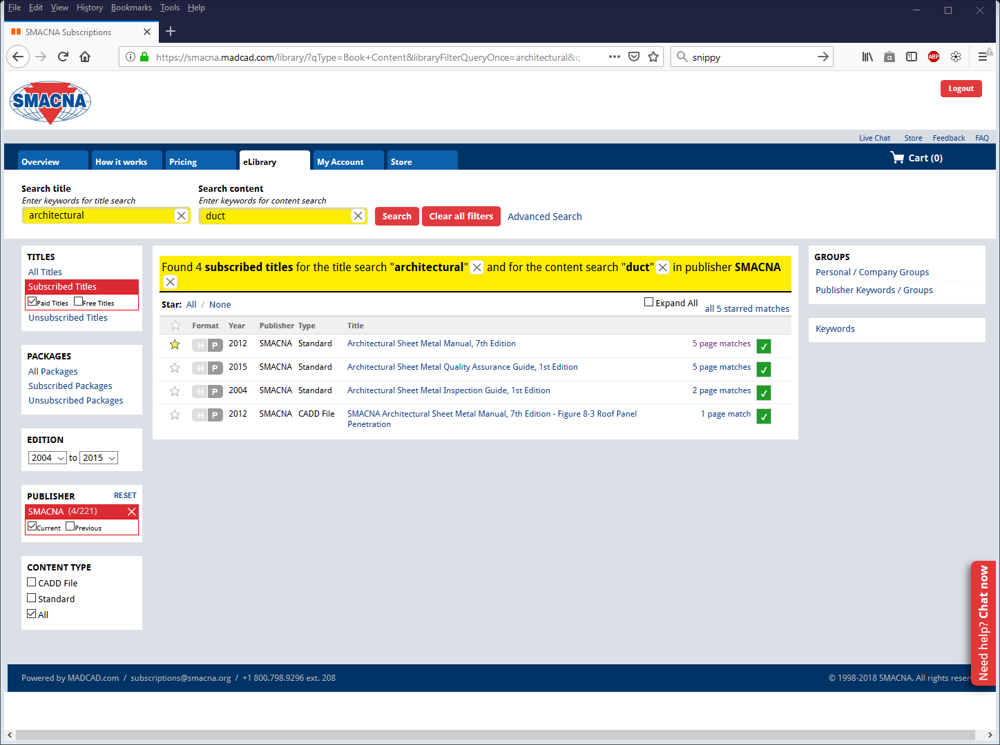 File Edit View History Bookmarks Tools Help
SMACNA Subscriptions
https://smacna.madcad.com/library/?qType=Book+Content&libraryFilterQueryOnce=architectural&q=
snippy
ABP
SMACNA
Logout
Live Chat Store Feedback FAQ
Overview How it works Pricing eLibrary My Account Store Cart (0)
Search title
Enter keywords for title search
architectural
Search content
Enter keywords for content search
duct
Search Clear all filters Advanced Search
TITLES
All Titles
Subscribed Titles
Paid Titles Free Titles
Unsubscribed Titles
PACKAGES
All Packages
Subscribed Packages
Unsubscribed Packages
EDITION
2004 to 2015
PUBLISHER RESET
SMACNA (4/221)
Current Previous
CONTENT TYPE
CADD File
Standard
All
Found 4 subscribed titles for the title search "architectural" and for the content search "duct" in publisher SMACNA
Star: All / None Expand All all 5 starred matches
Format Year Publisher Type Title
H P 2012 SMACNA Standard Architectural Sheet Metal Manual, 7th Edition 5 page matches
H P 2015 SMACNA Standard Architectural Sheet Metal Quality Assurance Guide, 1st Edition 5 page matches
H P 2004 SMACNA Standard Architectural Sheet Metal Inspection Guide, 1st Edition 2 page matches
H P 2012 SMACNA CADD File SMACNA Architectural Sheet Metal Manual, 7th Edition - Figure 8-3 Roof Panel 1 page match
Penetration
GROUPS
Personal / Company Groups
Publisher Keywords / Groups
Keywords
Need help? Chat now
Powered by MADCAD.com / subscriptions@smacna.org / +1 800.798.9296 ext. 208
© 1998-2018 SMACNA. All rights reser